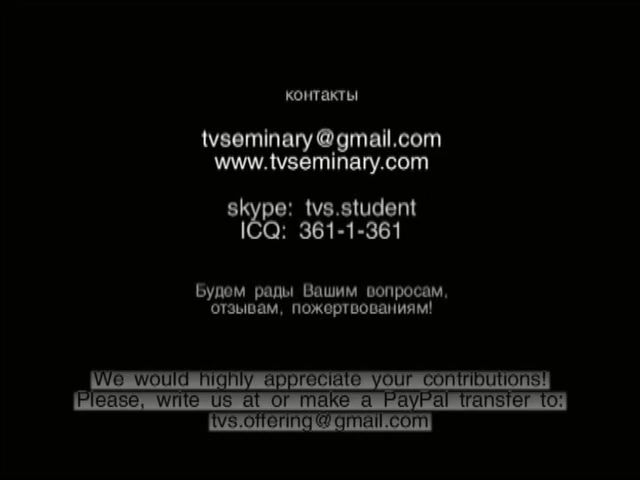 контакты
tvseminary@gmail.com
www.tvseminary.com
skype: tvs.student
ICQ: 361-1-361
Будем рады Вашим вопросам,
отзывам, пожертвованиям!
We would highly appreciate your contributions!
Please, write us at or make a PayPal transfer to:
tvs.offering@gmail.com